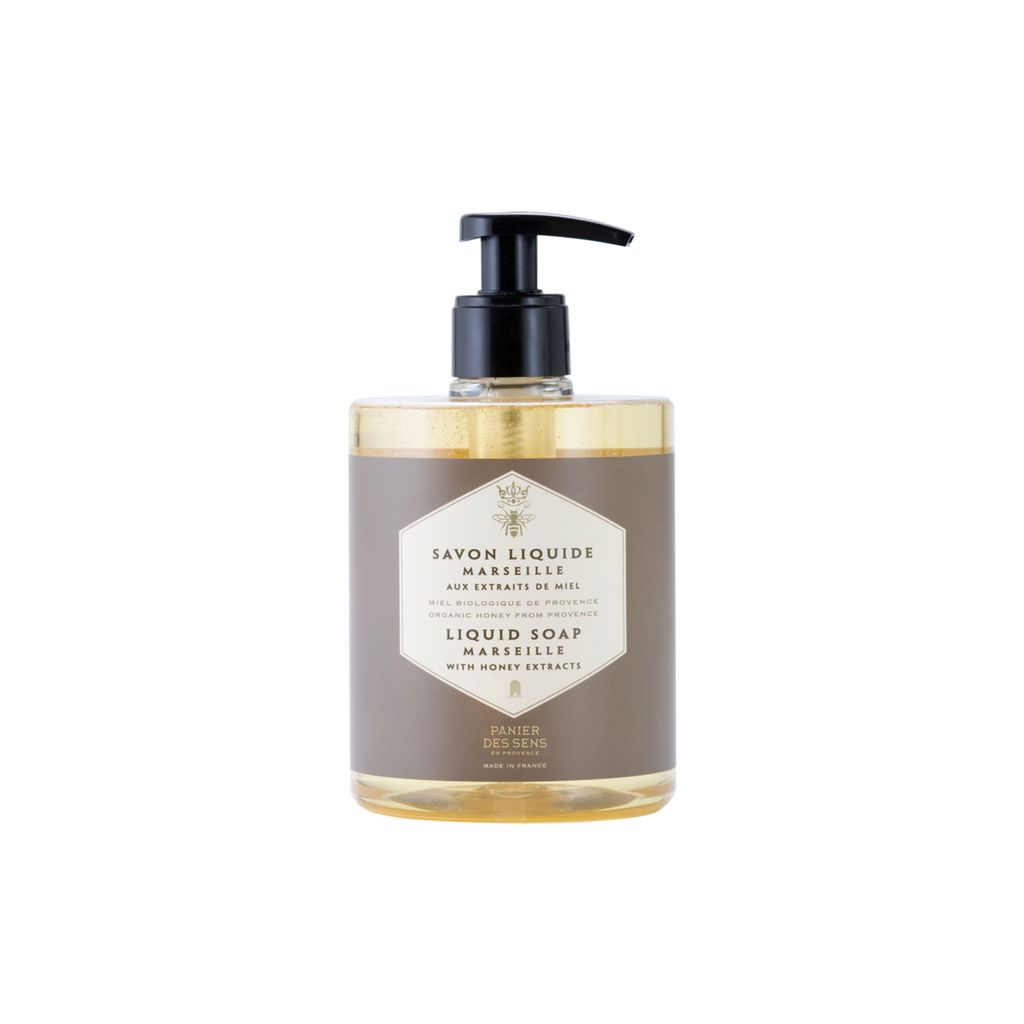 SAVON LIQUIDE
MARSEILLE
AUX EXTRAITS DE MIEL
MIEL BIOLOGIQUE DE PROVENCE
ORGANIC HONEY FROM PROVENCE
LIQUID SOAP
MARSEILLE
WITH HONEY EXTRACTS
PANIER
DES SENS
EN PROVENCE
MADE IN FRANCE